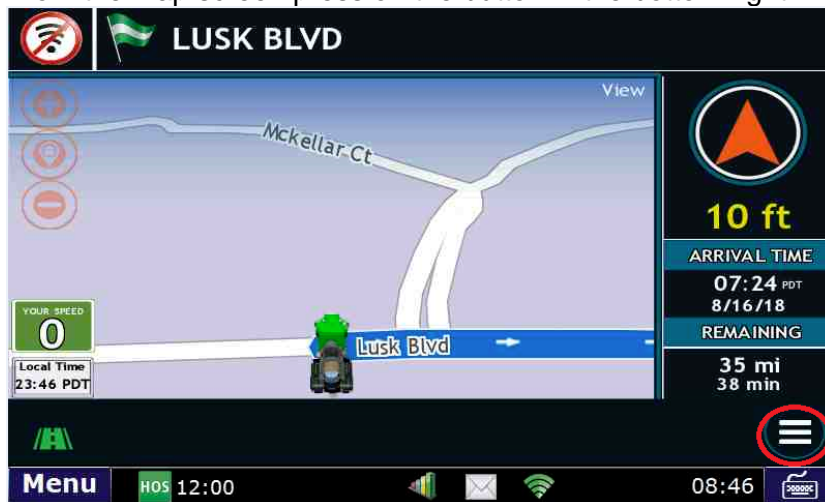 LUSK BLVD
View
Mckellar Ct
10 ft
ARRIVAL TIME
07:24 PDT
8/16/18
YOUR SPEED
0
REMAINING
Lusk Blvd
Local Time
23:46 PDT
35 mi
38 min
Menu
HOS 12:00
08:46